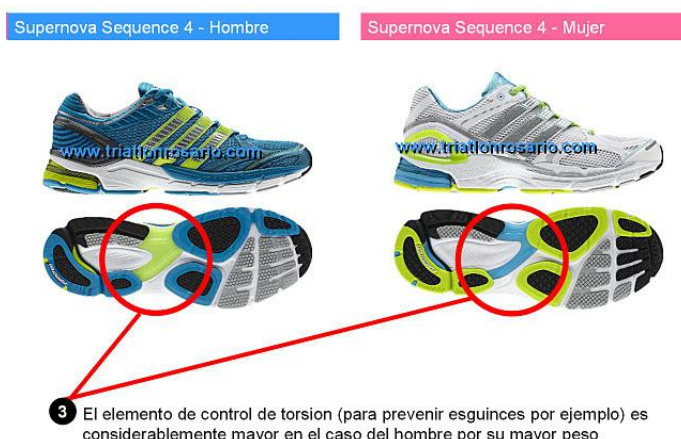 Supernova Sequence 4 - Hombre
Supernova Sequence 4 - Mujer
www.triatlonrosario.com
www.triatlonrosario.com
3 El elemento de control de torsion (para prevenir esguinces por ejemplo) es
considerablemente mayor en el caso del hombre por su mayor peso